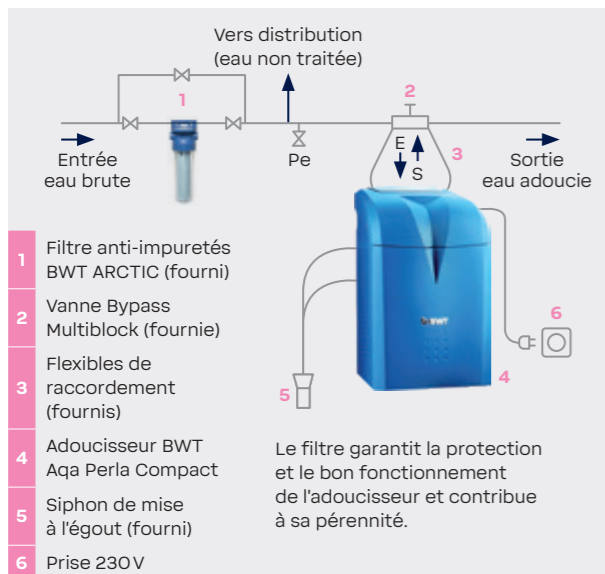 Vers distribution
(eau non traitée)
1
2
Entrée
eau brute
Pe
E
S
3
Sortie
eau adoucie
BWT
4
5
6
1 Filtre anti-impuretés
BWT ARCTIC (fourni)
2 Vanne Bypass
Multiblock (fournie)
3 Flexibles de
raccordement
(fournis)
4 Adoucisseur BWT
Aqa Perla Compact
5 Siphon de mise
à l'égout (fourni)
6 Prise 230 V
Le filtre garantit la protection
et le bon fonctionnement
de l'adoucisseur et contribue
à sa pérennité.